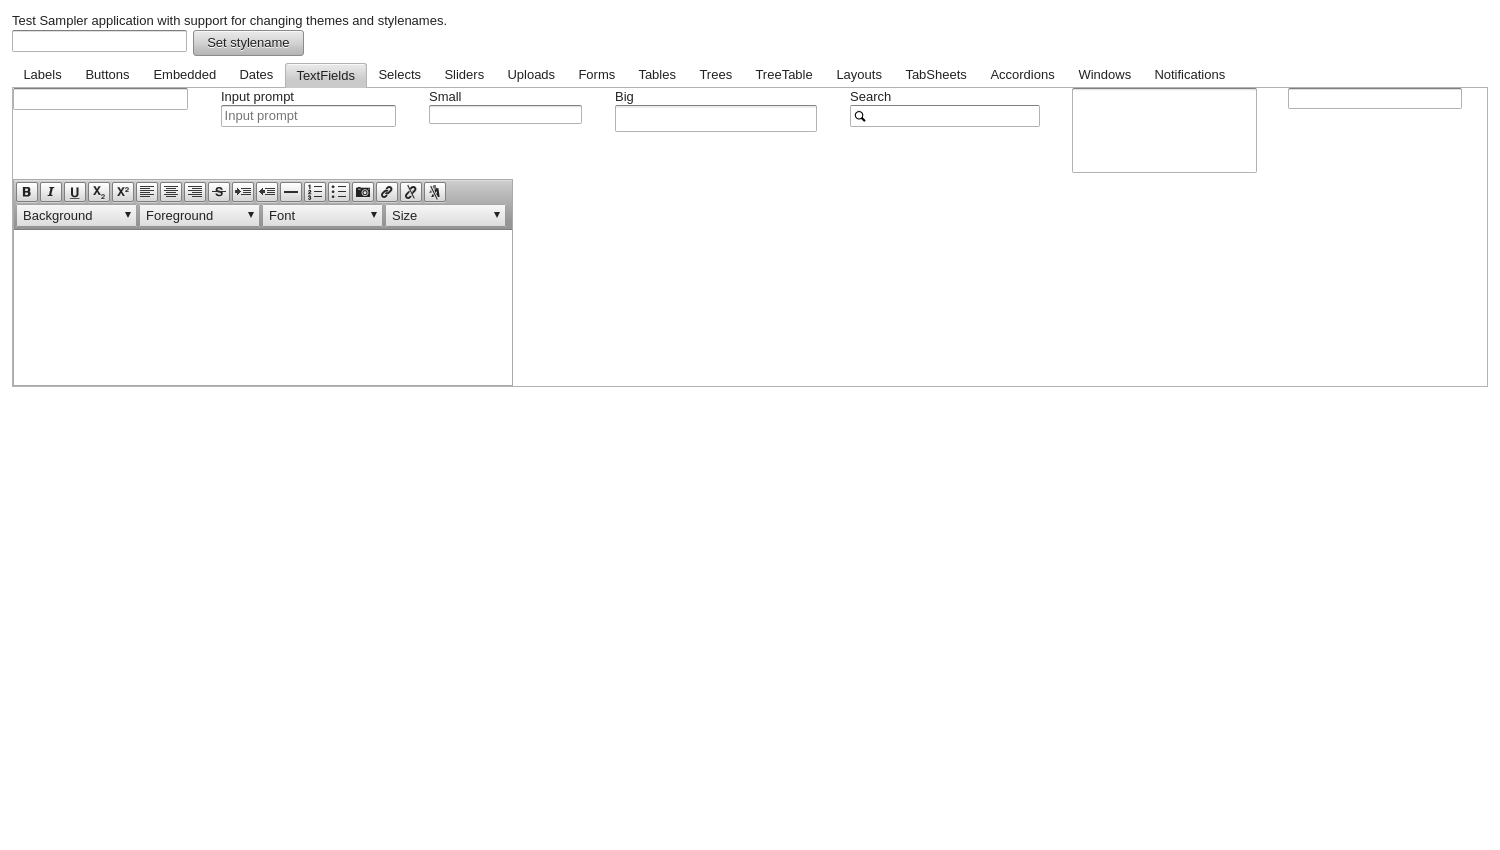 Test Sampler application with support for changing themes and stylenames.
Set stylename
Labels Buttons Embedded Dates TextFields Selects Sliders Uploads Forms Tables Trees TreeTable Layouts TabSheets Accordions Windows Notifications
Input prompt Small Big Search
Input prompt
B I U X2 X² S
Background Foreground Font Size